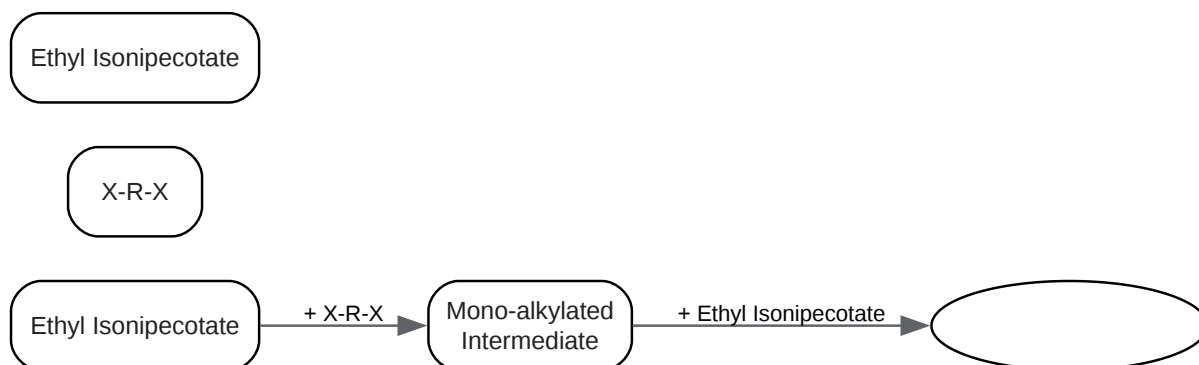 Ethyl Isonipecotate
X-R-X
Ethyl Isonipecotate
+ X-R-X
Mono-alkylated
Intermediate
+ Ethyl Isonipecotate